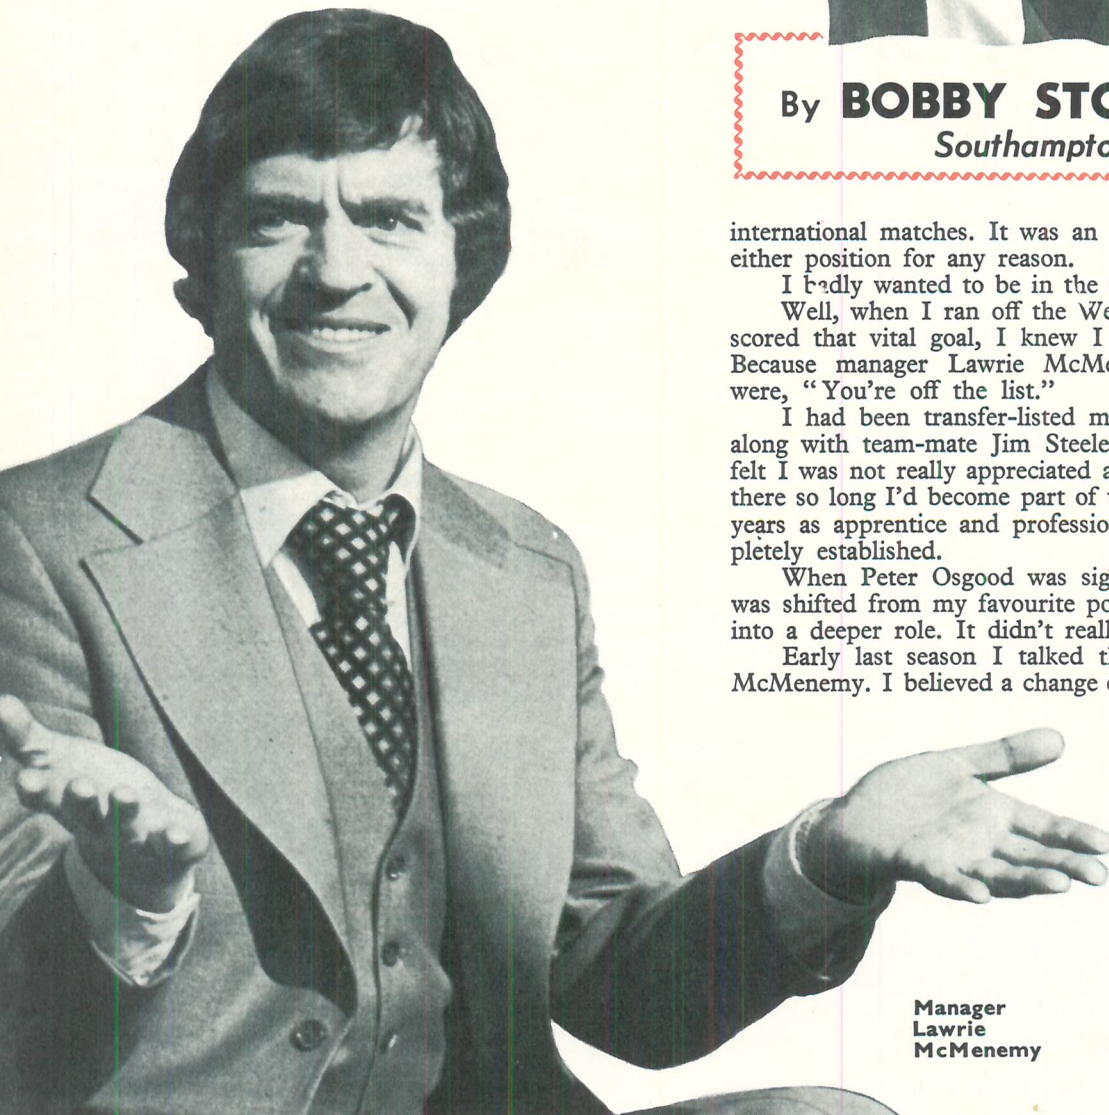 By BOBBY STO
Southampto
international matches. It was an
either position for any reason.
I badly wanted to be in the
Well, when I ran off the We
scored that vital goal, I knew I
Because manager Lawrie McMe
were, “You're off the list.”
I had been transfer-listed m
along with team-mate Jim Steele
felt I was not really appreciated a
there so long I'd become part of
years as apprentice and professio
pletely established.
When Peter Osgood was sig
was shifted from my favourite po
into a deeper role. It didn't reall
Early last season I talked th
McMenemy. I believed a change
Manager
Lawrie
McMenemy